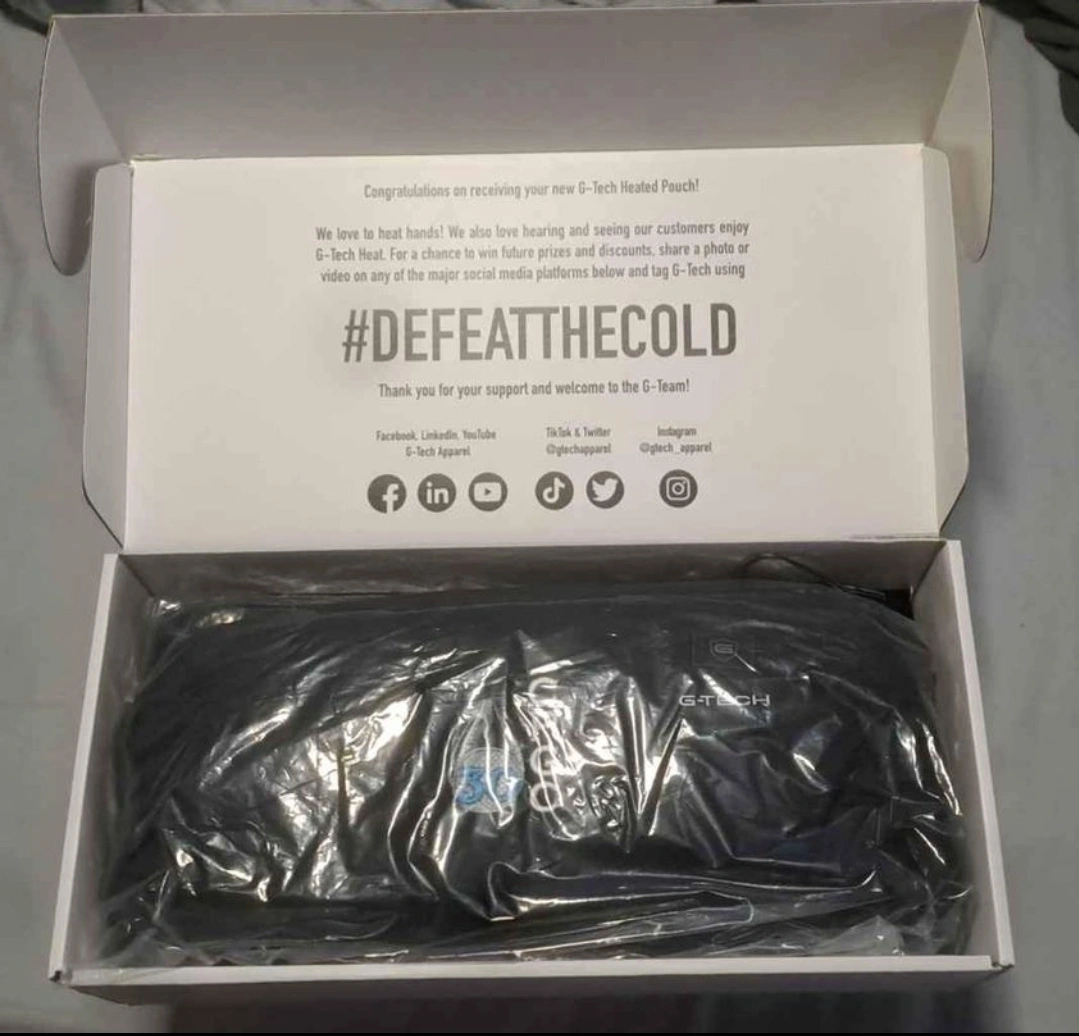 Congratulations on receiving your new G-Tech Heated Pouch!
We love to heat hands! We also love hearing and seeing our customers enjoy
G-Tech Heat. For a chance to win future prizes and discounts, share a photo or
video on any of the major social media platforms below and tag G-Tech using
#DEFEATTHECOLD
Thank you for your support and welcome to the G-Team!
Facebook, LinkedIn, YouTube
G-Tech Apparel
TikTok & Twitter
@gtechapparel
Instagram
@gtech_apparel
in
G
G-TECH